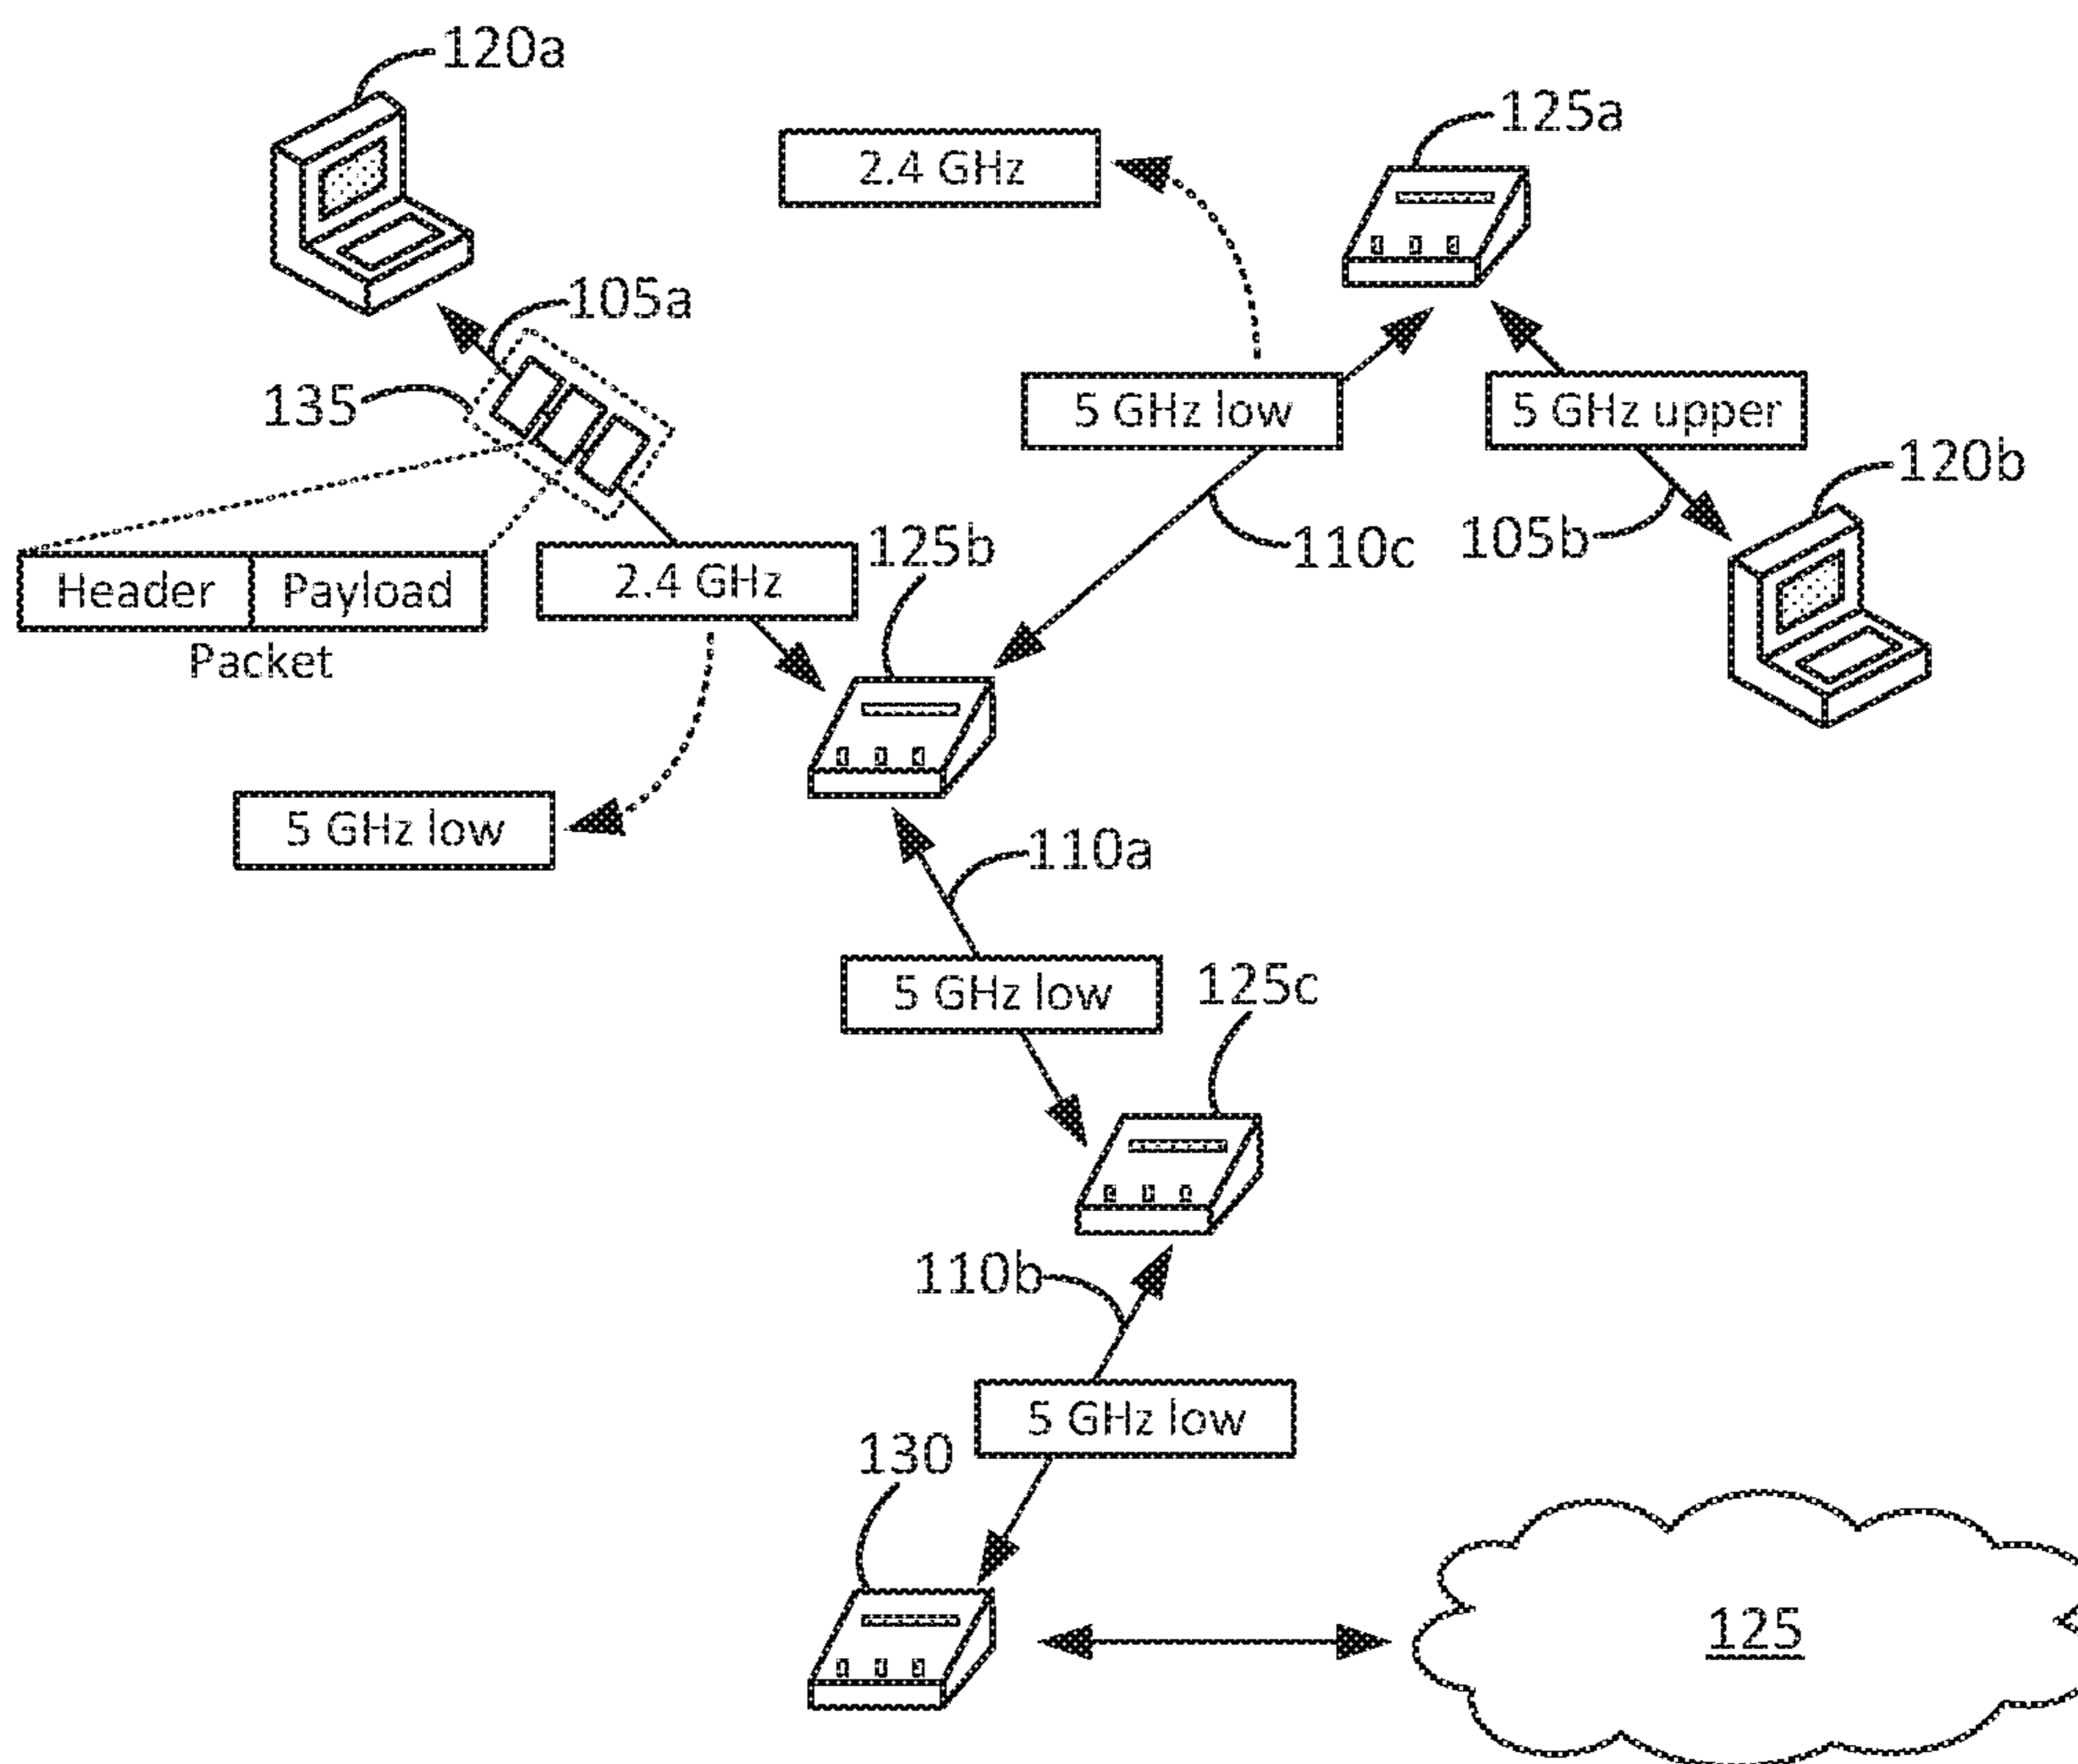 120a
125a
2.4 GHz
105a
135
5 GHz low
5 GHz upper
120b
125b
110c
105b
Header
Payload
2.4 GHz
Packet
5 GHz low
110a
5 GHz low
125c
110b
5 GHz low
130
125